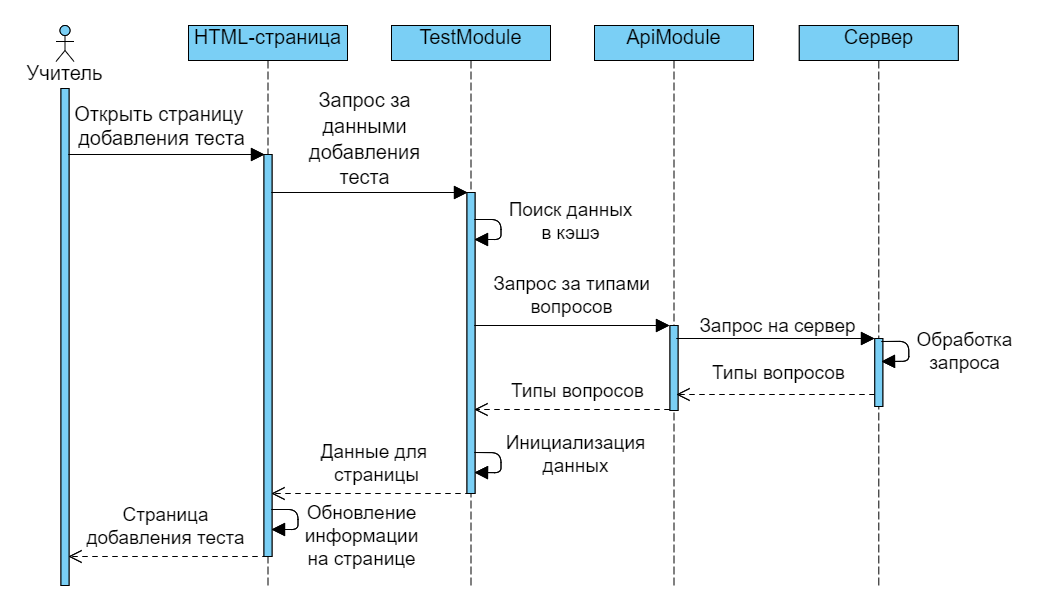 HTML-страница
TestModule
ApiModule
Сервер
Учитель
Открыть страницу
добавления теста
Запрос за
данными
добавления
теста
Поиск данных
в кэшэ
Запрос за типами
вопросов
Запрос на сервер
Обработка
запроса
Типы вопросов
Типы вопросов
Инициализация
данных
Данные для
страницы
Обновление
информации
на странице
Страница
добавления теста